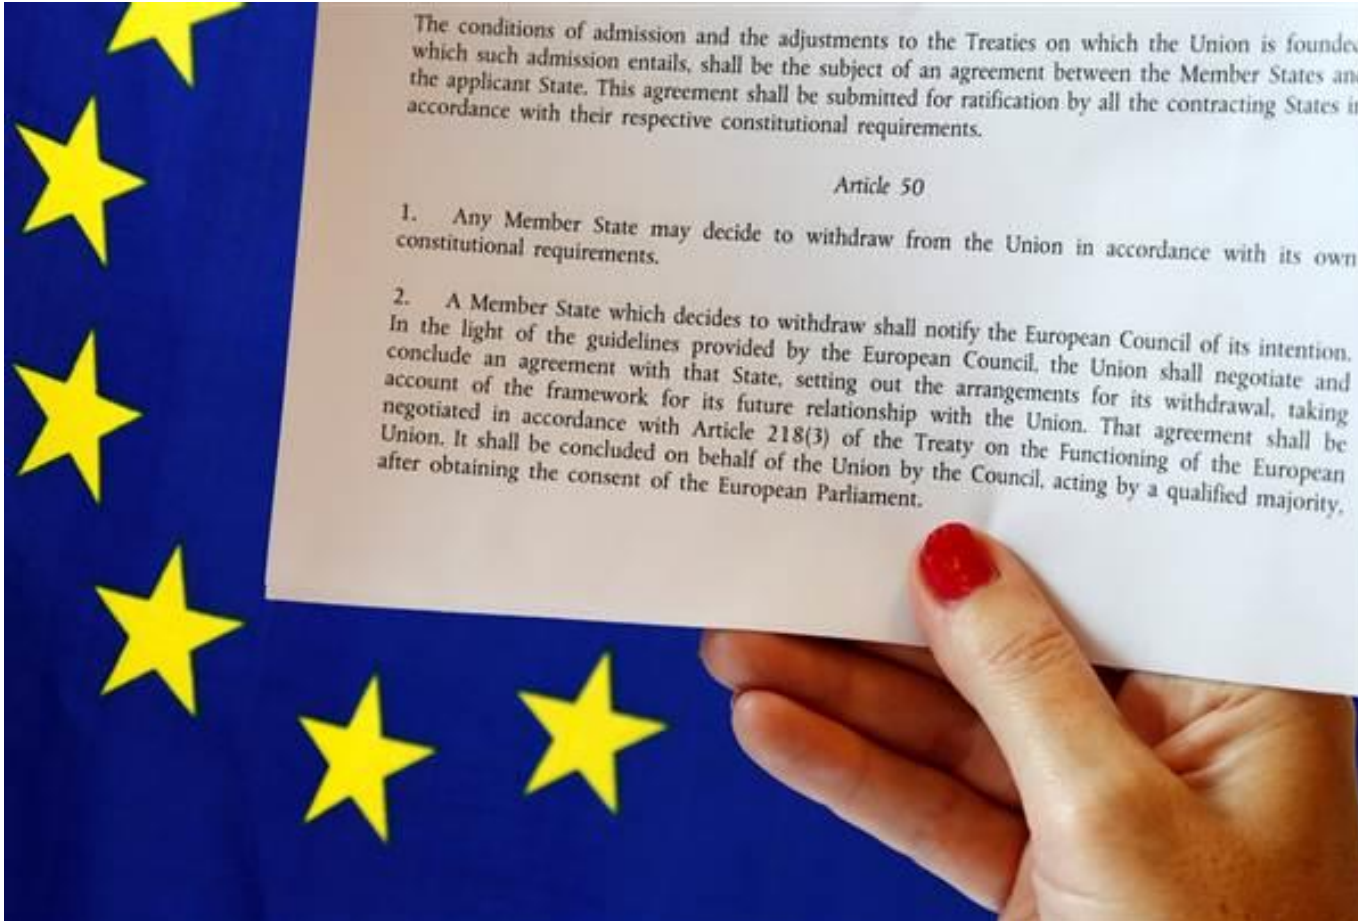 The conditions of admission and the adjustments to the Treaties on which the Union is founde
which such admission entails, shall be the subject of an agreement between the Member States an
the applicant State. This agreement shall be submitted for ratification by all the contracting States i
accordance with their respective constitutional requirements.
Article 50
1. Any Member State may decide to withdraw from the Union in accordance with its own
constitutional requirements.
2. A Member State which decides to withdraw shall notify the European Council of its intention.
In the light of the guidelines provided by the European Council, the Union shall negotiate and
conclude an agreement with that State, setting out the arrangements for its withdrawal, taking
account of the framework for its future relationship with the Union. That agreement shall be
negotiated in accordance with Article 218(3) of the Treaty on the Functioning of the European
Union. It shall be concluded on behalf of the Union by the Council, acting by a qualified majority,
after obtaining the consent of the European Parliament.